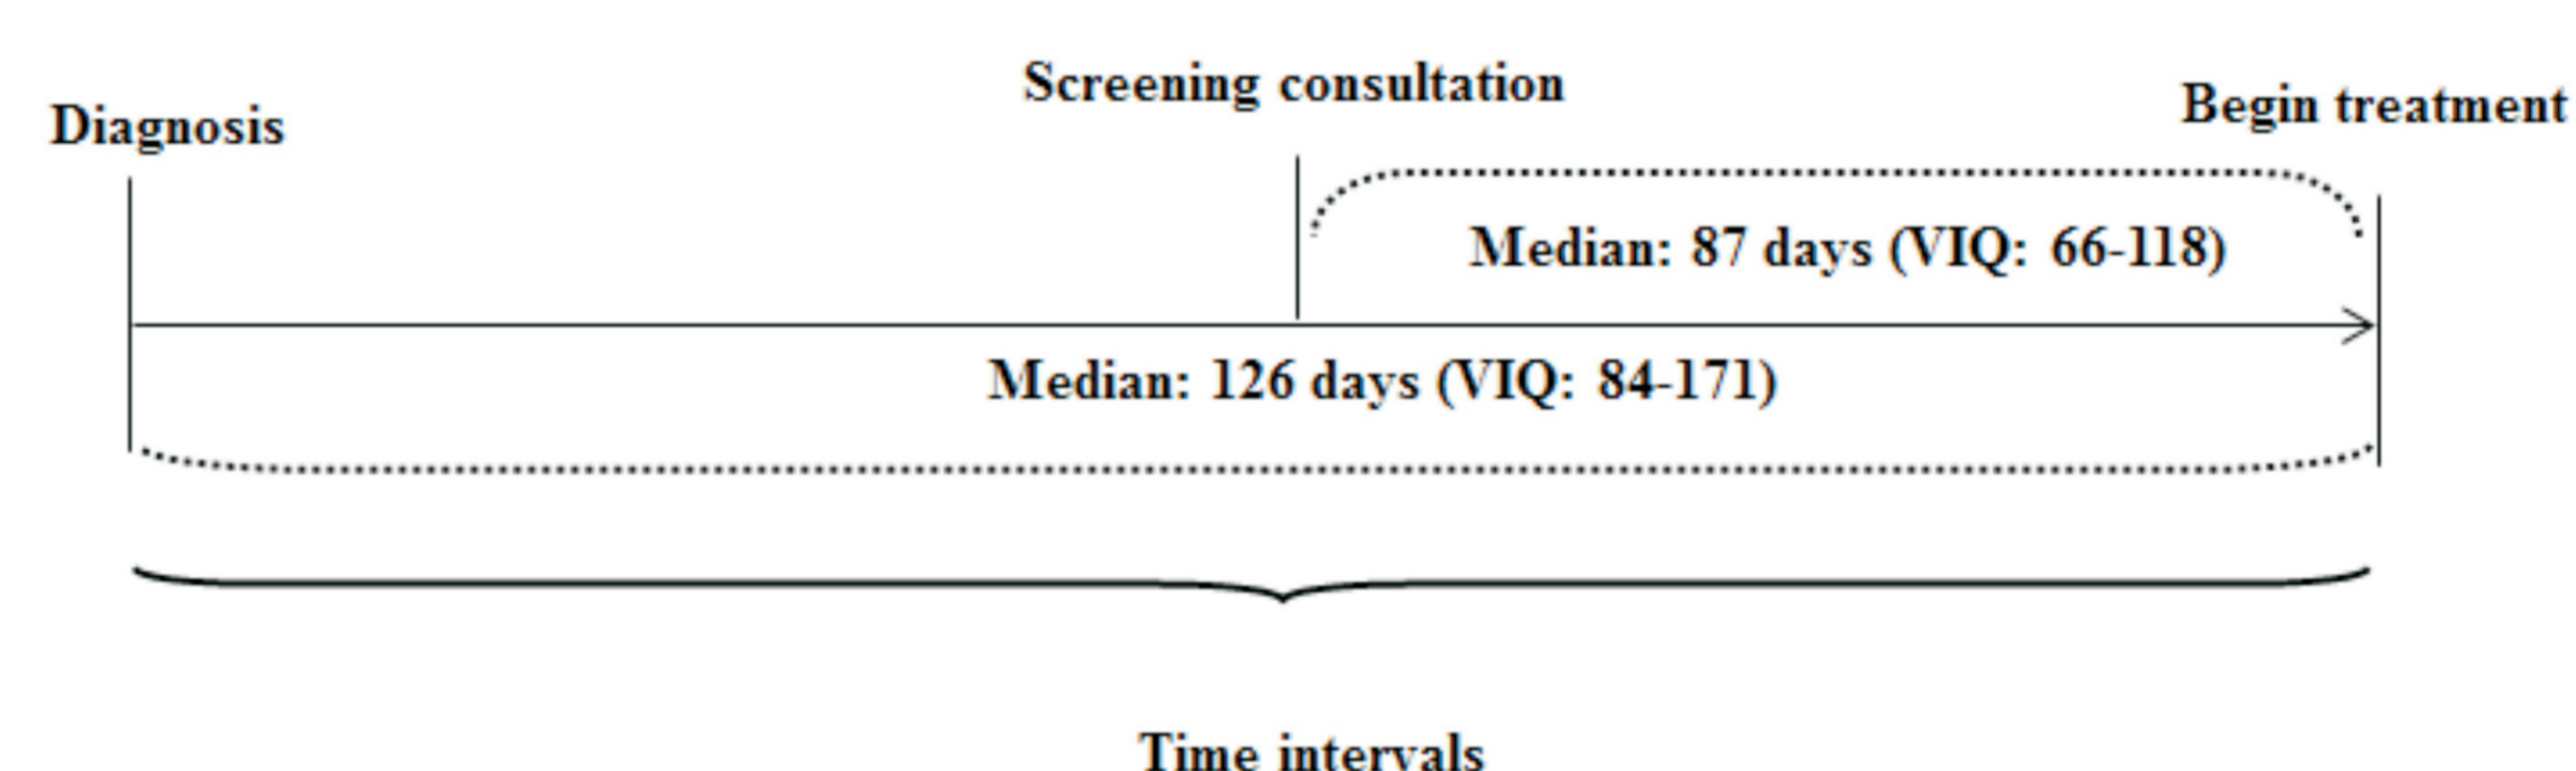 Screening consultation
Diagnosis
Begin treatment
Median: 87 days (VIQ: 66-118)
Median: 126 days (VIQ: 84-171)
Time intervals